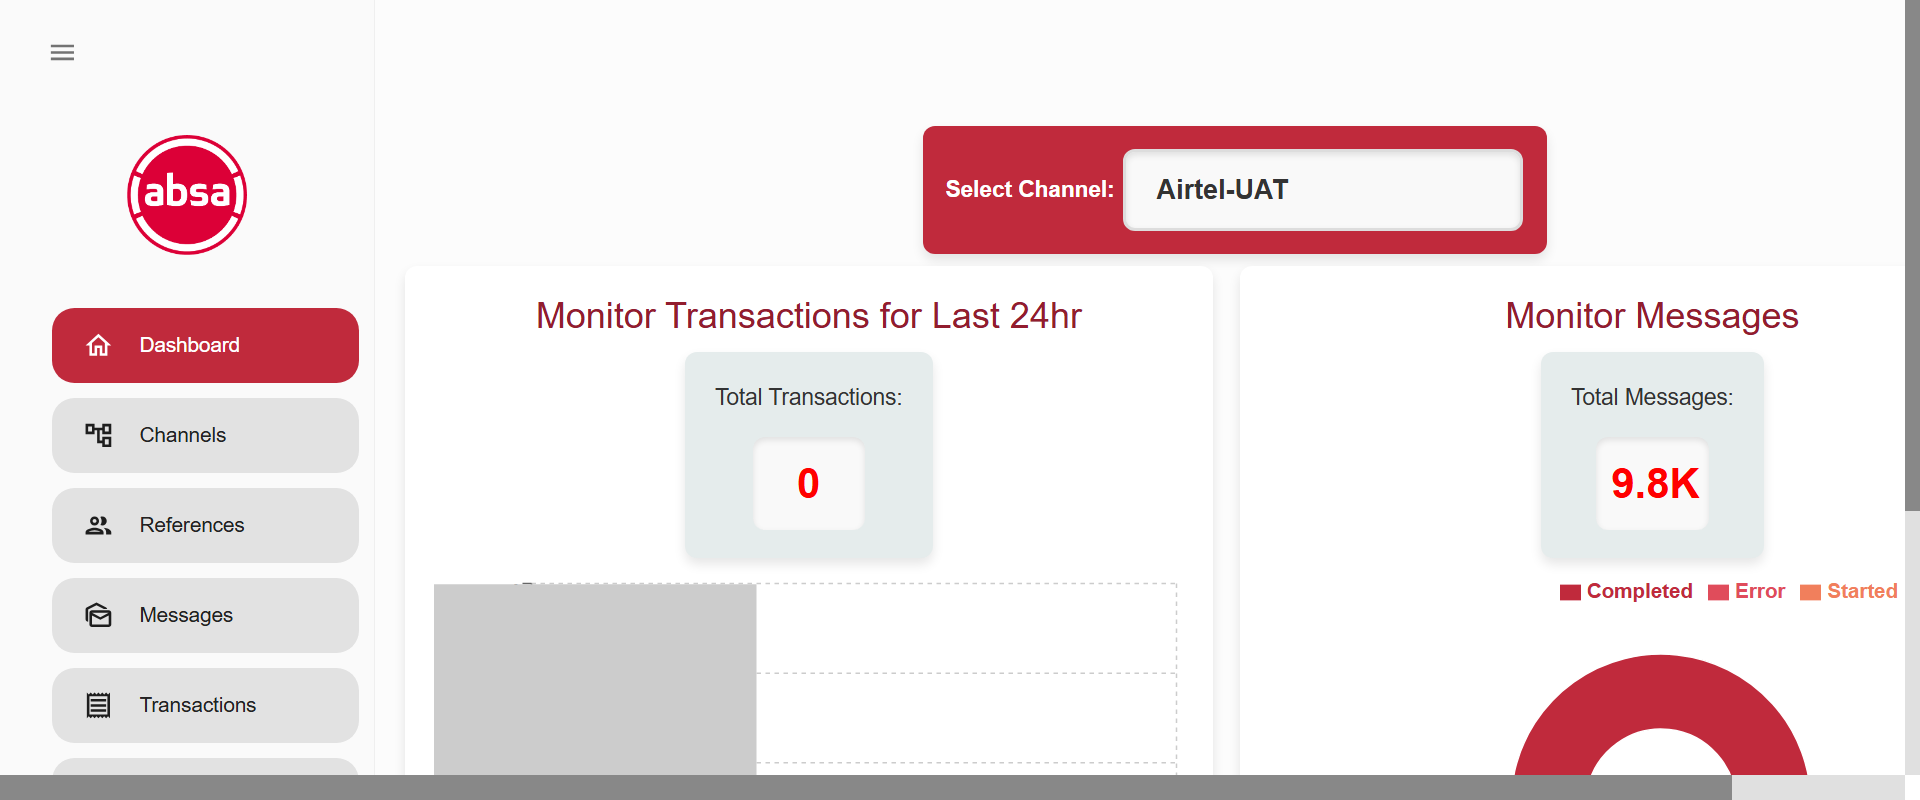 absa
Dashboard
Channels
References
Messages
Transactions
Select Channel: Airtel-UAT
Monitor Transactions for Last 24hr
Total Transactions:
0
Monitor Messages
Total Messages:
9.8K
Completed Error Started